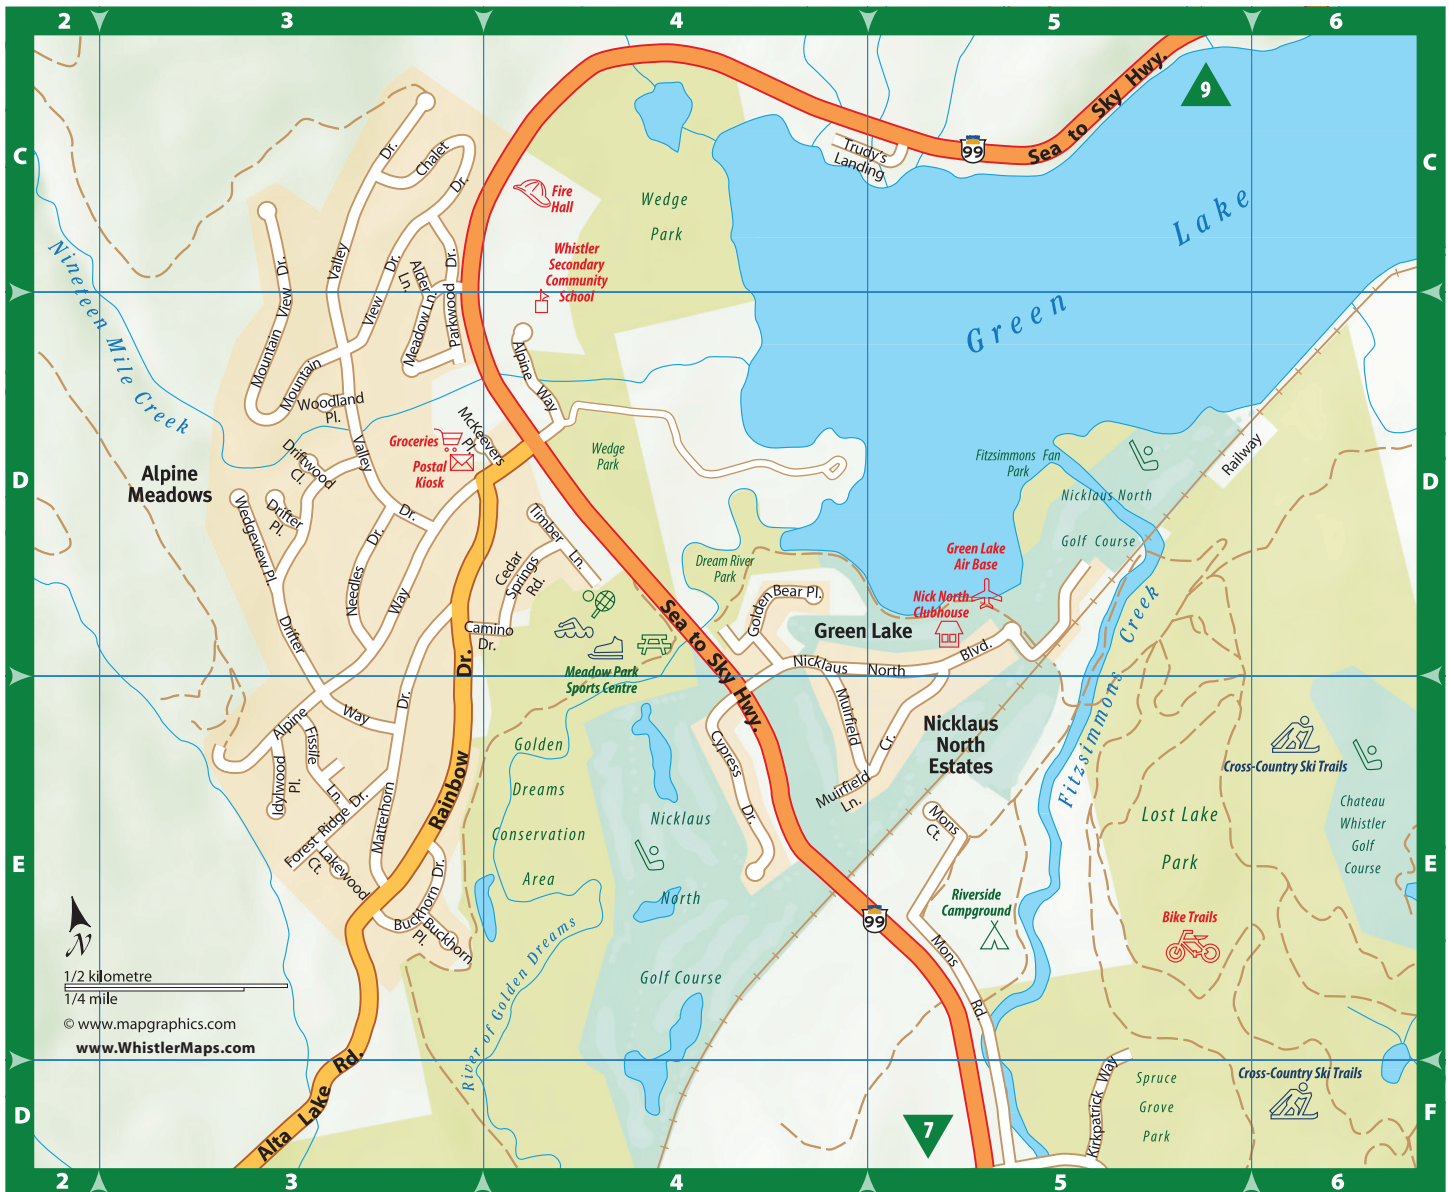 2
3
4
5
6
C
C
D
D
E
E
D
F
2
3
4
5
6
9
7
Sea to Sky Hwy.
99
Trudy's
Landing
Green Lake
Wedge
Park
Fire
Hall
Whistler
Secondary
Community
School
Chalet
Dr.
Valley
Dr.
Mountain View Dr.
Mountain View Dr.
Alder
Ln.
Meadow Ln.
Parkwood Dr.
Nineteen Mile Creek
Woodland
Pl.
Alpine Way
McKeevers
Pl.
Groceries
Postal
Kiosk
Alpine
Meadows
Driftwood
Ct.
Valley Dr.
Drifter
Pl.
Wedgeview Pl.
Needles Dr.
Drifter Way
Timber Ln.
Cedar
Springs
Rd.
Camino
Dr.
Wedge
Park
Dream River
Park
Fitzsimmons Fan
Park
Nicklaus North
Golf Course
Railway
Green Lake
Air Base
Nick North
Clubhouse
Golden Bear Pl.
Green Lake
Nicklaus North Blvd.
Meadow Park
Sports Centre
Sea to Sky Hwy.
Fitzsimmons Creek
Nicklaus
North
Estates
Muirfield
Muirfield Cr.
Ln.
Cypress Dr.
Alpine Way
Fissile Ln.
Idylwood
Pl.
Forest Ridge Dr.
Lakewood
Ct.
Matterhorn Dr.
Rainbow Dr.
Buckhorn Dr.
Buckhorn
Pl.
Golden
Dreams
Conservation
Area
River of Golden Dreams
Nicklaus
North
Golf Course
99
Mons
Ct.
Mons Rd.
Riverside
Campground
Lost Lake
Park
Bike Trails
Cross-Country Ski Trails
Chateau
Whistler
Golf
Course
Cross-Country Ski Trails
Spruce
Grove
Park
Kirkpatrick Way
Alta Lake Rd.
N
1/2 kilometre
1/4 mile
© www.mapgraphics.com
www.WhistlerMaps.com